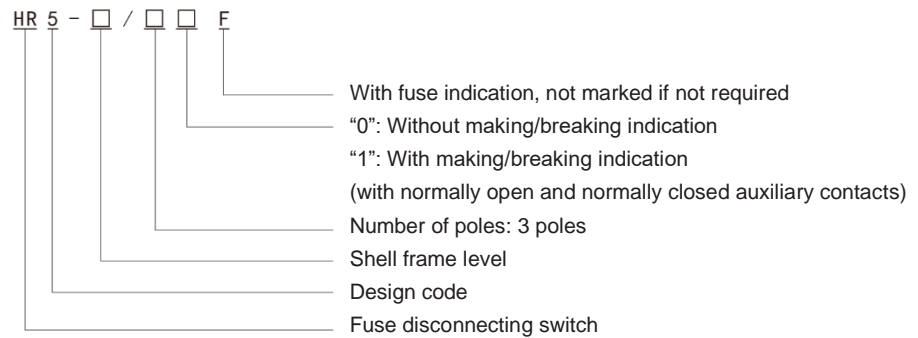 HR 5 - □ / □ □ F
With fuse indication, not marked if not required
“0”: Without making/breaking indication
“1”: With making/breaking indication
(with normally open and normally closed auxiliary contacts)
Number of poles: 3 poles
Shell frame level
Design code
Fuse disconnecting switch